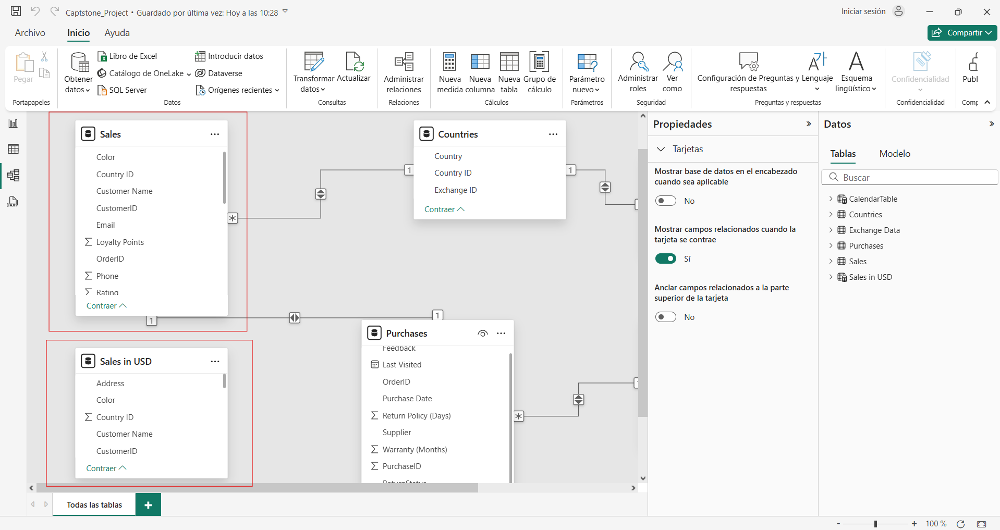 Captstone_Project • Guardado por última vez: Hoy a las 10:28
Iniciar sesión
Archivo
Inicio
Ayuda
Compartir
Pegar
Portapapeles
Obtener
datos
Libro de Excel
Catálogo de OneLake
SQL Server
Introducir datos
Dataverse
Orígenes recientes
Datos
Transformar
datos
Actualizar
Consultas
Administrar
relaciones
Relaciones
Nueva
medida
Nueva
columna
Nueva
tabla
Grupo de
cálculo
Cálculos
Parámetro
nuevo
Parámetros
Administrar
roles
Ver
como
Seguridad
Configuración de Preguntas y
respuestas
Lenguaje
Esquema
lingüístico
Preguntas y respuestas
Confidencialidad
Confidencialidad
Publ
Comp
DAX
Sales
Color
Country ID
Customer Name
CustomerID
Email
Loyalty Points
OrderID
Phone
Rating
Contraer
1
*
Countries
Country
Country ID
Exchange ID
Contraer
1
1
Sales in USD
Address
Color
Country ID
Customer Name
CustomerID
Contraer
1
Purchases
Feedback
Last Visited
OrderID
Purchase Date
Return Policy (Days)
Supplier
Warranty (Months)
PurchaseID
ReturnStatus
*
Propiedades
Tarjetas
Mostrar base de datos en el encabezado
cuando sea aplicable
No
Mostrar campos relacionados cuando la
tarjeta se contrae
Sí
Anclar campos relacionados a la parte
superior de la tarjeta
No
Datos
Tablas
Modelo
Buscar
CalendarTable
Countries
Exchange Data
Purchases
Sales
Sales in USD
Todas las tablas
+
- + 100 %